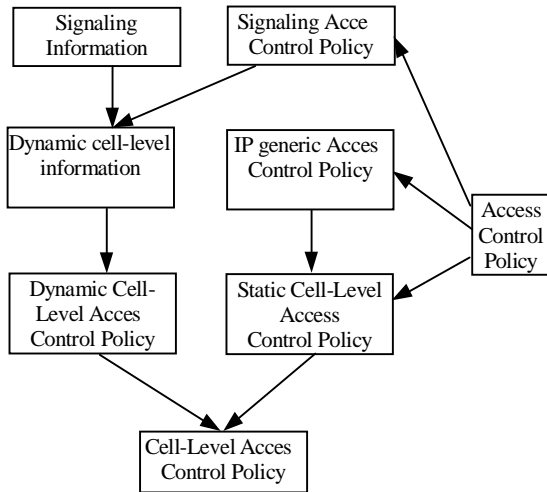 Signaling
Information
Signaling Acce
Control Policy
Dynamic cell-level
information
IP generic Acces
Control Policy
Access
Control
Policy
Dynamic Cell-
Level Acces
Control Policy
Static Cell-Level
Access
Control Policy
Cell-Level Acces
Control Policy